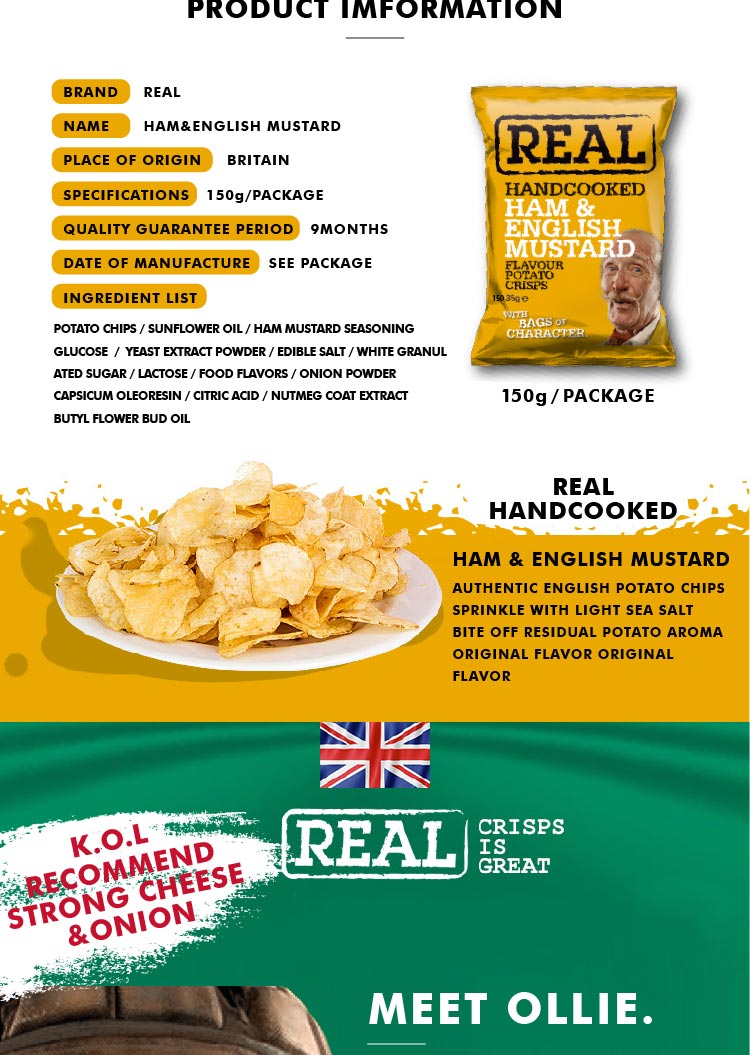 PRODUCT IMFORMATION
BRAND REAL
NAME HAM&ENGLISH MUSTARD
PLACE OF ORIGIN BRITAIN
SPECIFICATIONS 150g/PACKAGE
QUALITY GUARANTEE PERIOD 9MONTHS
DATE OF MANUFACTURE SEE PACKAGE
INGREDIENT LIST
POTATO CHIPS / SUNFLOWER OIL / HAM MUSTARD SEASONING
GLUCOSE / YEAST EXTRACT POWDER / EDIBLE SALT / WHITE GRANUL
ATED SUGAR / LACTOSE / FOOD FLAVORS / ONION POWDER
CAPSICUM OLEORESIN / CITRIC ACID / NUTMEG COAT EXTRACT
BUTYL FLOWER BUD OIL
REAL
HANDCOOKED
HAM &
ENGLISH
MUSTARD
FLAVOUR
POTATO
CRISPS
150 35g e
WITH
BAGS OF
CHARACTER.
150g / PACKAGE
REAL
HANDCOOKED
HAM & ENGLISH MUSTARD
AUTHENTIC ENGLISH POTATO CHIPS
SPRINKLE WITH LIGHT SEA SALT
BITE OFF RESIDUAL POTATO AROMA
ORIGINAL FLAVOR ORIGINAL
FLAVOR
K.O.L
RECOMMEND
STRONG CHEESE
&ONION
REAL
CRISPS
IS
GREAT
MEET OLLIE.